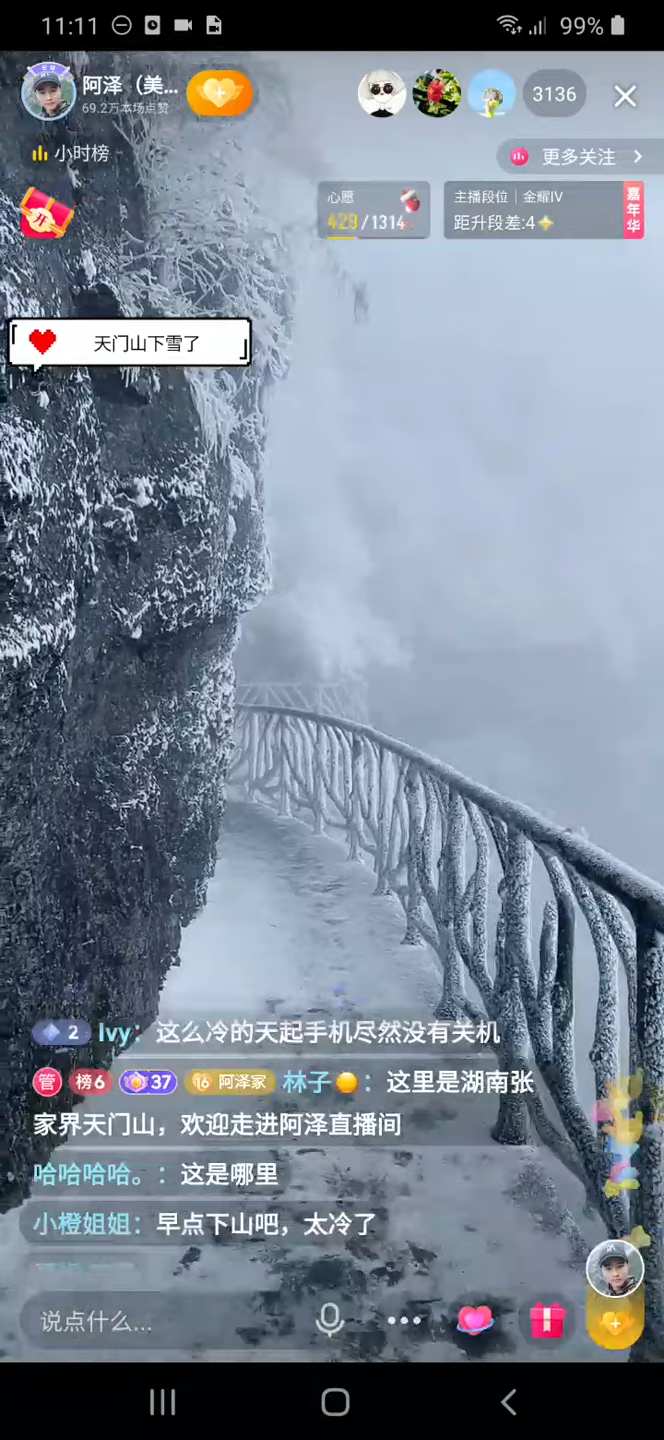 11:11
99%
阿泽（美...
69.2万本场点赞
3136
小时榜
更多关注
开
心愿
429/1314
主播段位｜金耀IV
距升段差:4
嘉年华
天门山下雪了
2 Ivy：这么冷的天起手机尽然没有关机
管 榜6 37 16 阿泽家 林子：这里是湖南张
家界天门山，欢迎走进阿泽直播间
哈哈哈哈。：这是哪里
小橙姐姐：早点下山吧，太冷了
说点什么...